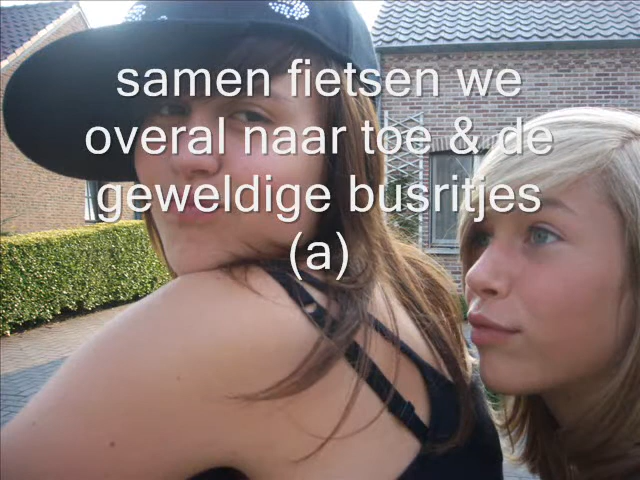 samen fietsen we
overal naar toe & de
geweldige busritjes
(a)